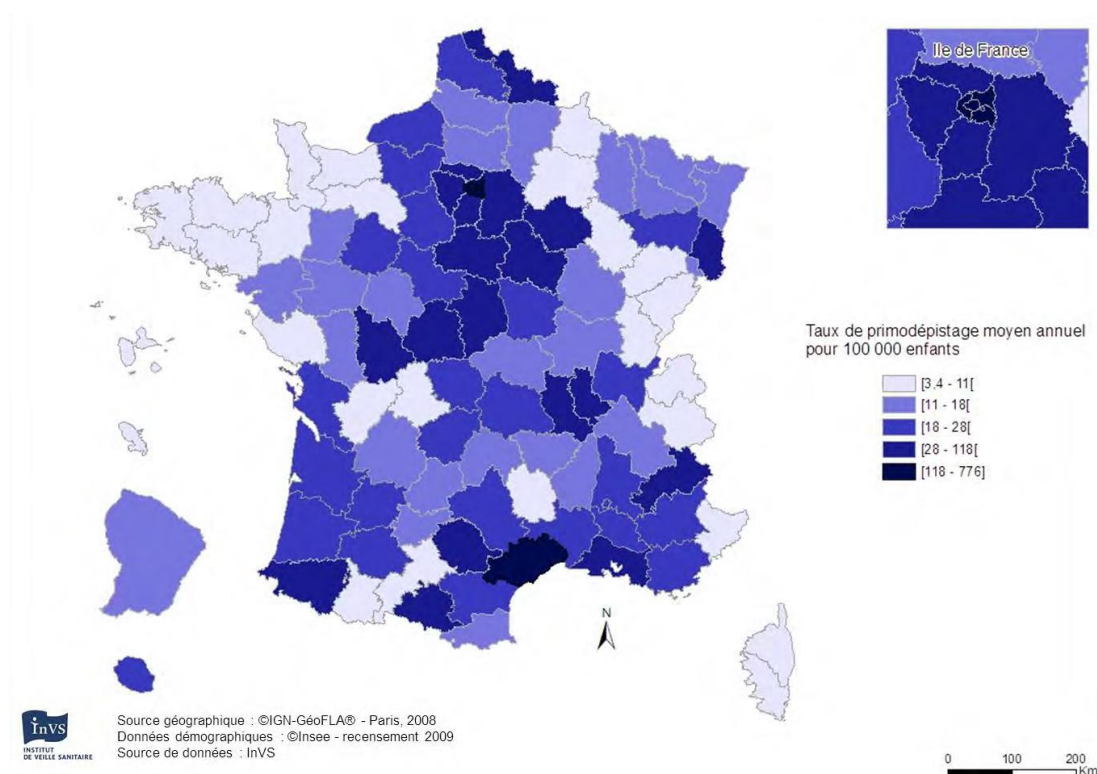 Ile de France
Taux de primodépistage moyen annuel
pour 100 000 enfants
[3,4 - 11[
[11 - 18[
[18 - 28[
[28 - 118[
[118 - 776]
N
InVS
INSTITUT
DE VEILLE SANITAIRE
Source géographique : ©IGN-GéoFLA® - Paris, 2008
Données démographiques : ©Insee - recensement 2009
Source de données : InVS
0 100 200
Km